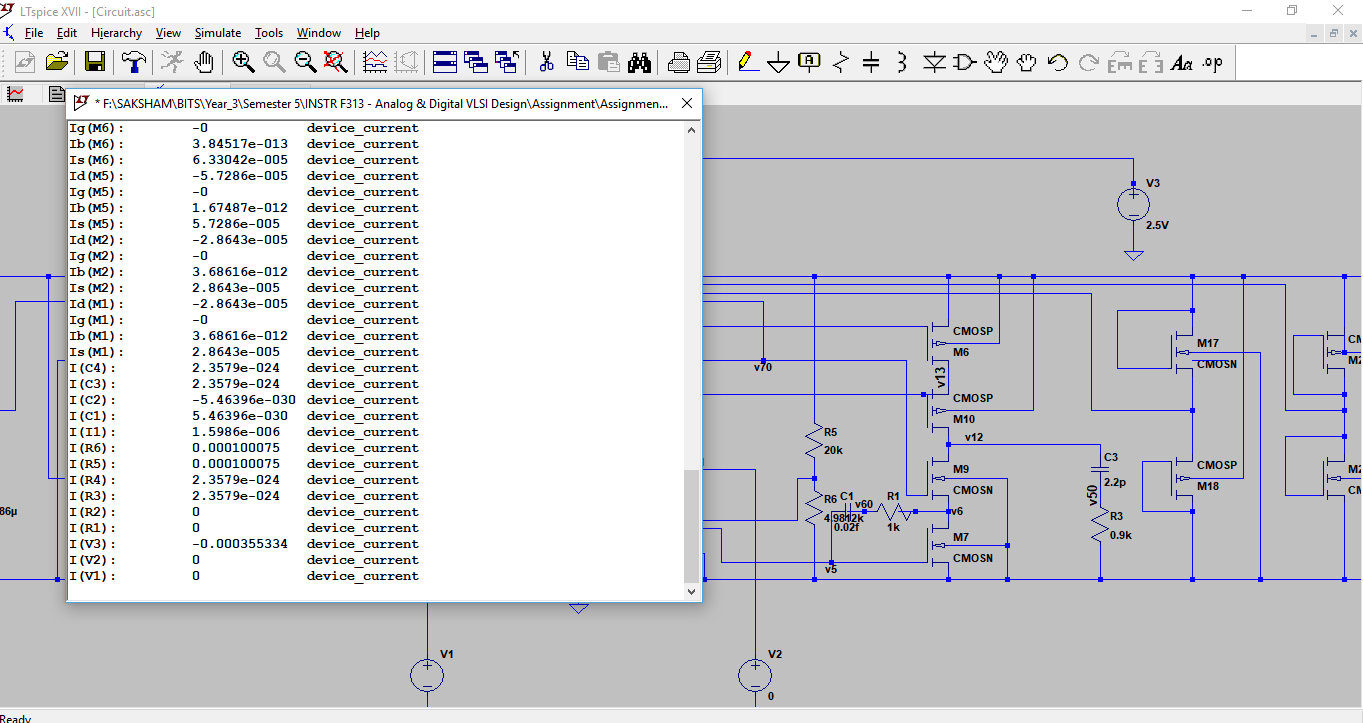 LTspice XVII - [Circuit.asc]
File Edit Hierarchy View Simulate Tools Window Help
A Aa .op
* F:\SAKSHAM\BITS\Year_3\Semester 5\INSTR F313 - Analog & Digital VLSI Design\Assignment\Assignmen...
Ig(M6): -0 device_current
Ib(M6): 3.84517e-013 device_current
Is(M6): 6.33042e-005 device_current
Id(M5): -5.7286e-005 device_current
Ig(M5): -0 device_current
Ib(M5): 1.67487e-012 device_current
Is(M5): 5.7286e-005 device_current
Id(M2): -2.8643e-005 device_current
Ig(M2): -0 device_current
Ib(M2): 3.68616e-012 device_current
Is(M2): 2.8643e-005 device_current
Id(M1): -2.8643e-005 device_current
Ig(M1): -0 device_current
Ib(M1): 3.68616e-012 device_current
Is(M1): 2.8643e-005 device_current
I(C4): 2.3579e-024 device_current
I(C3): 2.3579e-024 device_current
I(C2): -5.46396e-030 device_current
I(C1): 5.46396e-030 device_current
I(I1): 1.5986e-006 device_current
I(R6): 0.000100075 device_current
I(R5): 0.000100075 device_current
I(R4): 2.3579e-024 device_current
I(R3): 2.3579e-024 device_current
I(R2): 0 device_current
I(R1): 0 device_current
I(V3): -0.000355334 device_current
I(V2): 0 device_current
I(V1): 0 device_current
V3
2.5V
CMOSP
M6
v70
v13
CMOSP
M10
v12
R5
20k
M9
CMOSN
R6
4.9812k
C1
0.02f
v60
R1
1k
v6
M7
CMOSN
v5
C3
2.2p
v50
R3
0.9k
M17
CMOSN
CMOSP
M18
86µ
V1
V2
0
Ready